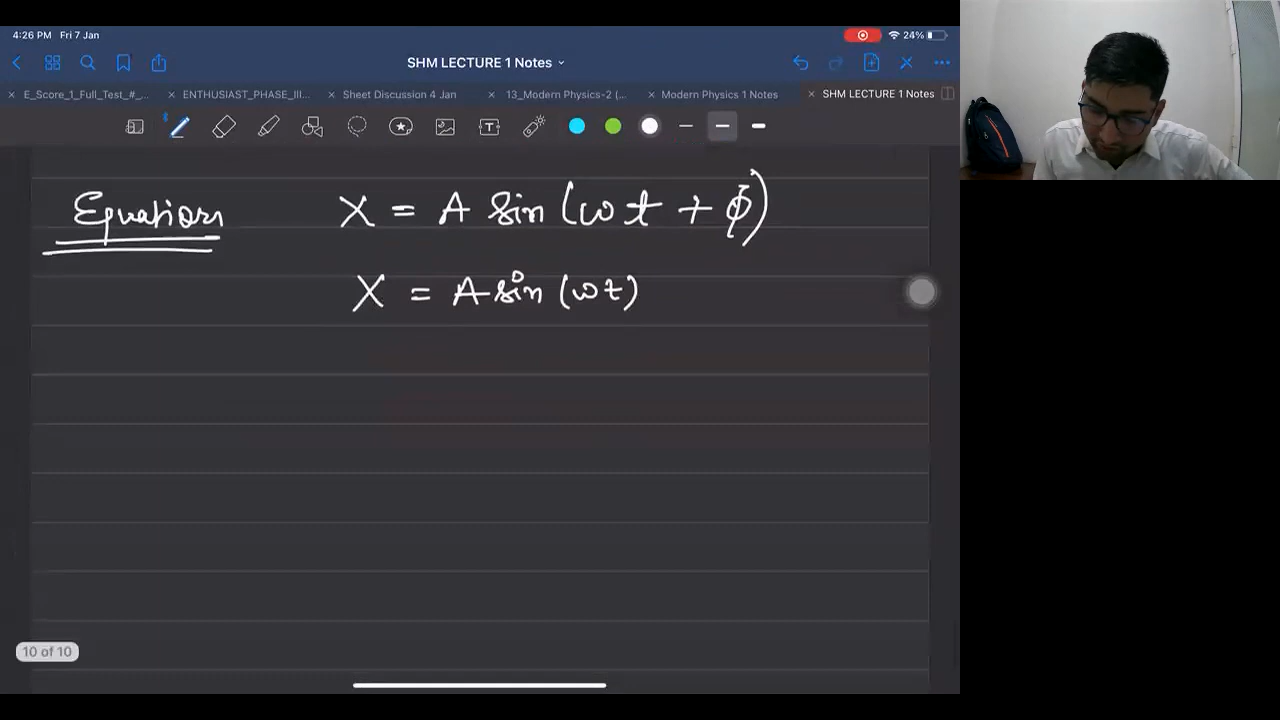 4:26 PM Fri 7 Jan
24%
SHM LECTURE 1 Notes
E_Score_1_Full_Test_#_...
ENTHUSIAST_PHASE_III...
Sheet Discussion 4 Jan
13_Modern Physics-2 (...
Modern Physics 1 Notes
SHM LECTURE 1 Notes
Equation X = A sin (ωt + φ)
X = A sin (ωt)
10 of 10